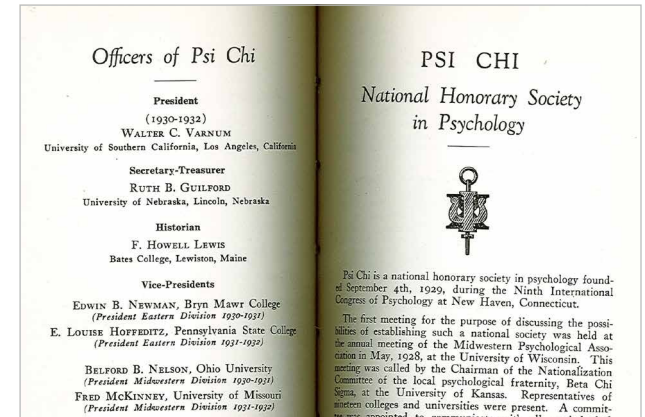 Officers of Psi Chi
President
(1930-1932)
WALTER C. VARNUM
University of Southern California, Los Angeles, California
Secretary-Treasurer
RUTH B. GUILFORD
University of Nebraska, Lincoln, Nebraska
Historian
F. HOWELL LEWIS
Bates College, Lewiston, Maine
Vice-Presidents
EDWIN B. NEWMAN, Bryn Mawr College
(President Eastern Division 1930-1931)
E. LOUISE HOFFEDITZ, Pennsylvania State College
(President Eastern Division 1931-1932)
BELFORD B. NELSON, Ohio University
(President Midwestern Division 1930-1931)
FRED MCKINNEY, University of Missouri
(President Midwestern Division 1931-1932)
PSI CHI
National Honorary Society
in Psychology
Psi Chi is a national honorary society in psychology found-
ed September 4th, 1929, during the Ninth International
Congress of Psychology at New Haven, Connecticut.
The first meeting for the purpose of discussing the possi-
bilities of establishing such a national society was held at
the annual meeting of the Midwestern Psychological Asso-
ciation in May, 1928, at the University of Wisconsin. This
meeting was called by the Chairman of the Nationalization
Committee of the local psychological fraternity, Beta Chi
Sigma, at the University of Kansas. Representatives of
nineteen colleges and universities were present. A commit-